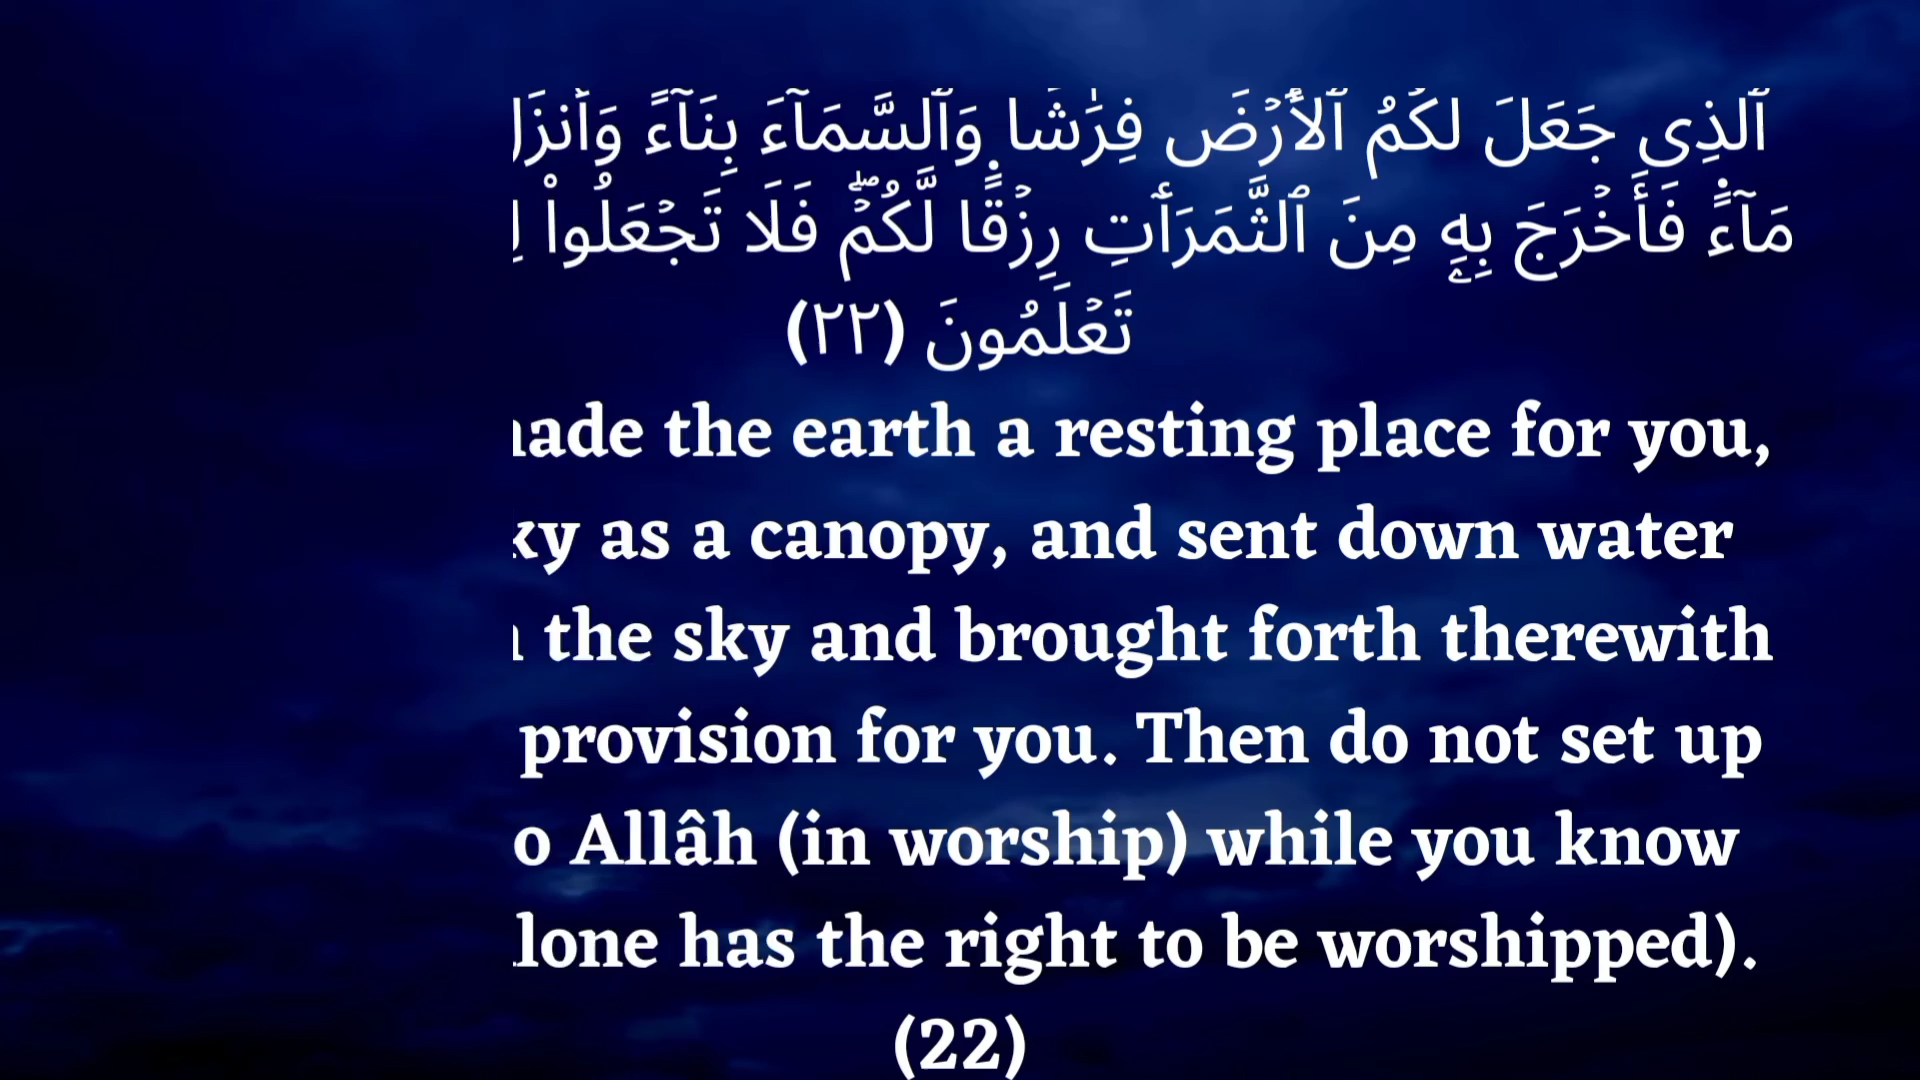 ٱلَّذِى جَعَلَ لَكُمُ ٱلْأَرْضَ فِرَٰشًا وَٱلسَّمَآءَ بِنَآءً وَأَنزَلَ
مَآءً فَأَخْرَجَ بِهِۦ مِنَ ٱلثَّمَرَٰتِ رِزْقًا لَّكُمْ ۖ فَلَا تَجْعَلُوا۟
تَعْلَمُونَ (٢٢)
the earth a resting place for you,
as a canopy, and sent down water
the sky and brought forth therewith
provision for you. Then do not set up
Allâh (in worship) while you know
has the right to be worshipped).
(22)